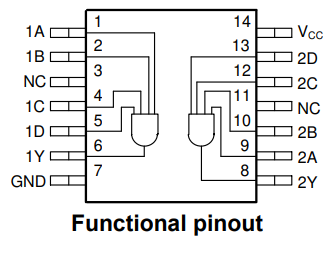 1A 1 14 VCC
1B 2 13 2D
NC 3 12 2C
1C 4 11 NC
1D 5 10 2B
1Y 6 9 2A
GND 7 8 2Y
Functional pinout